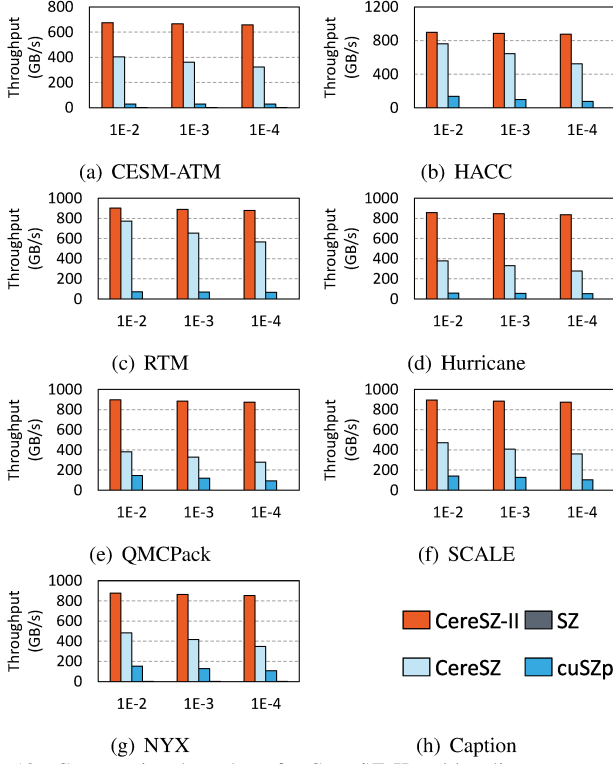 Throughput (GB/s)
800
600
400
200
0
1E-2 1E-3 1E-4
(a) CESM-ATM
Throughput (GB/s)
1200
800
400
0
1E-2 1E-3 1E-4
(b) HACC
Throughput (GB/s)
1000
800
600
400
200
0
1E-2 1E-3 1E-4
(c) RTM
Throughput (GB/s)
1000
800
600
400
200
0
1E-2 1E-3 1E-4
(d) Hurricane
Throughput (GB/s)
1000
800
600
400
200
0
1E-2 1E-3 1E-4
(e) QMCPack
Throughput (GB/s)
1000
800
600
400
200
0
1E-2 1E-3 1E-4
(f) SCALE
Throughput (GB/s)
1000
800
600
400
200
0
1E-2 1E-3 1E-4
(g) NYX
CereSZ-II SZ
CereSZ cuSZp
(h) Caption